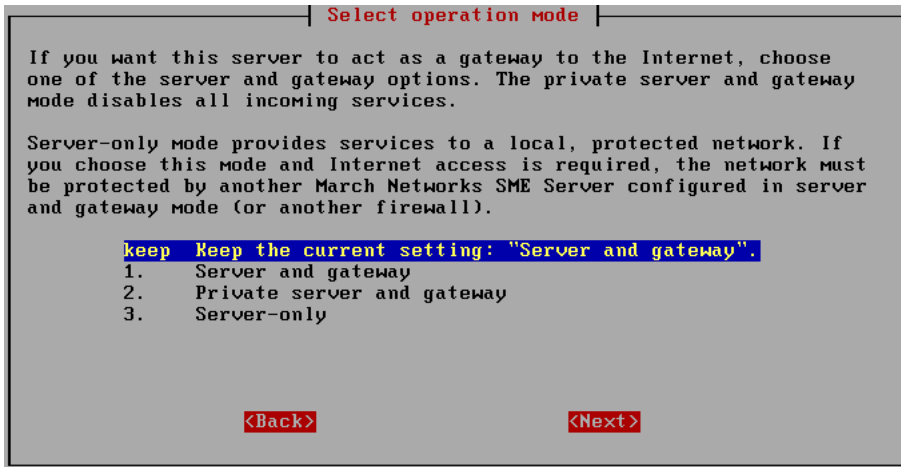 Select operation mode
If you want this server to act as a gateway to the Internet, choose
one of the server and gateway options. The private server and gateway
mode disables all incoming services.
Server-only mode provides services to a local, protected network. If
you choose this mode and Internet access is required, the network must
be protected by another March Networks SME Server configured in server
and gateway mode (or another firewall).
keep Keep the current setting: "Server and gateway".
1. Server and gateway
2. Private server and gateway
3. Server-only
<Back> <Next>